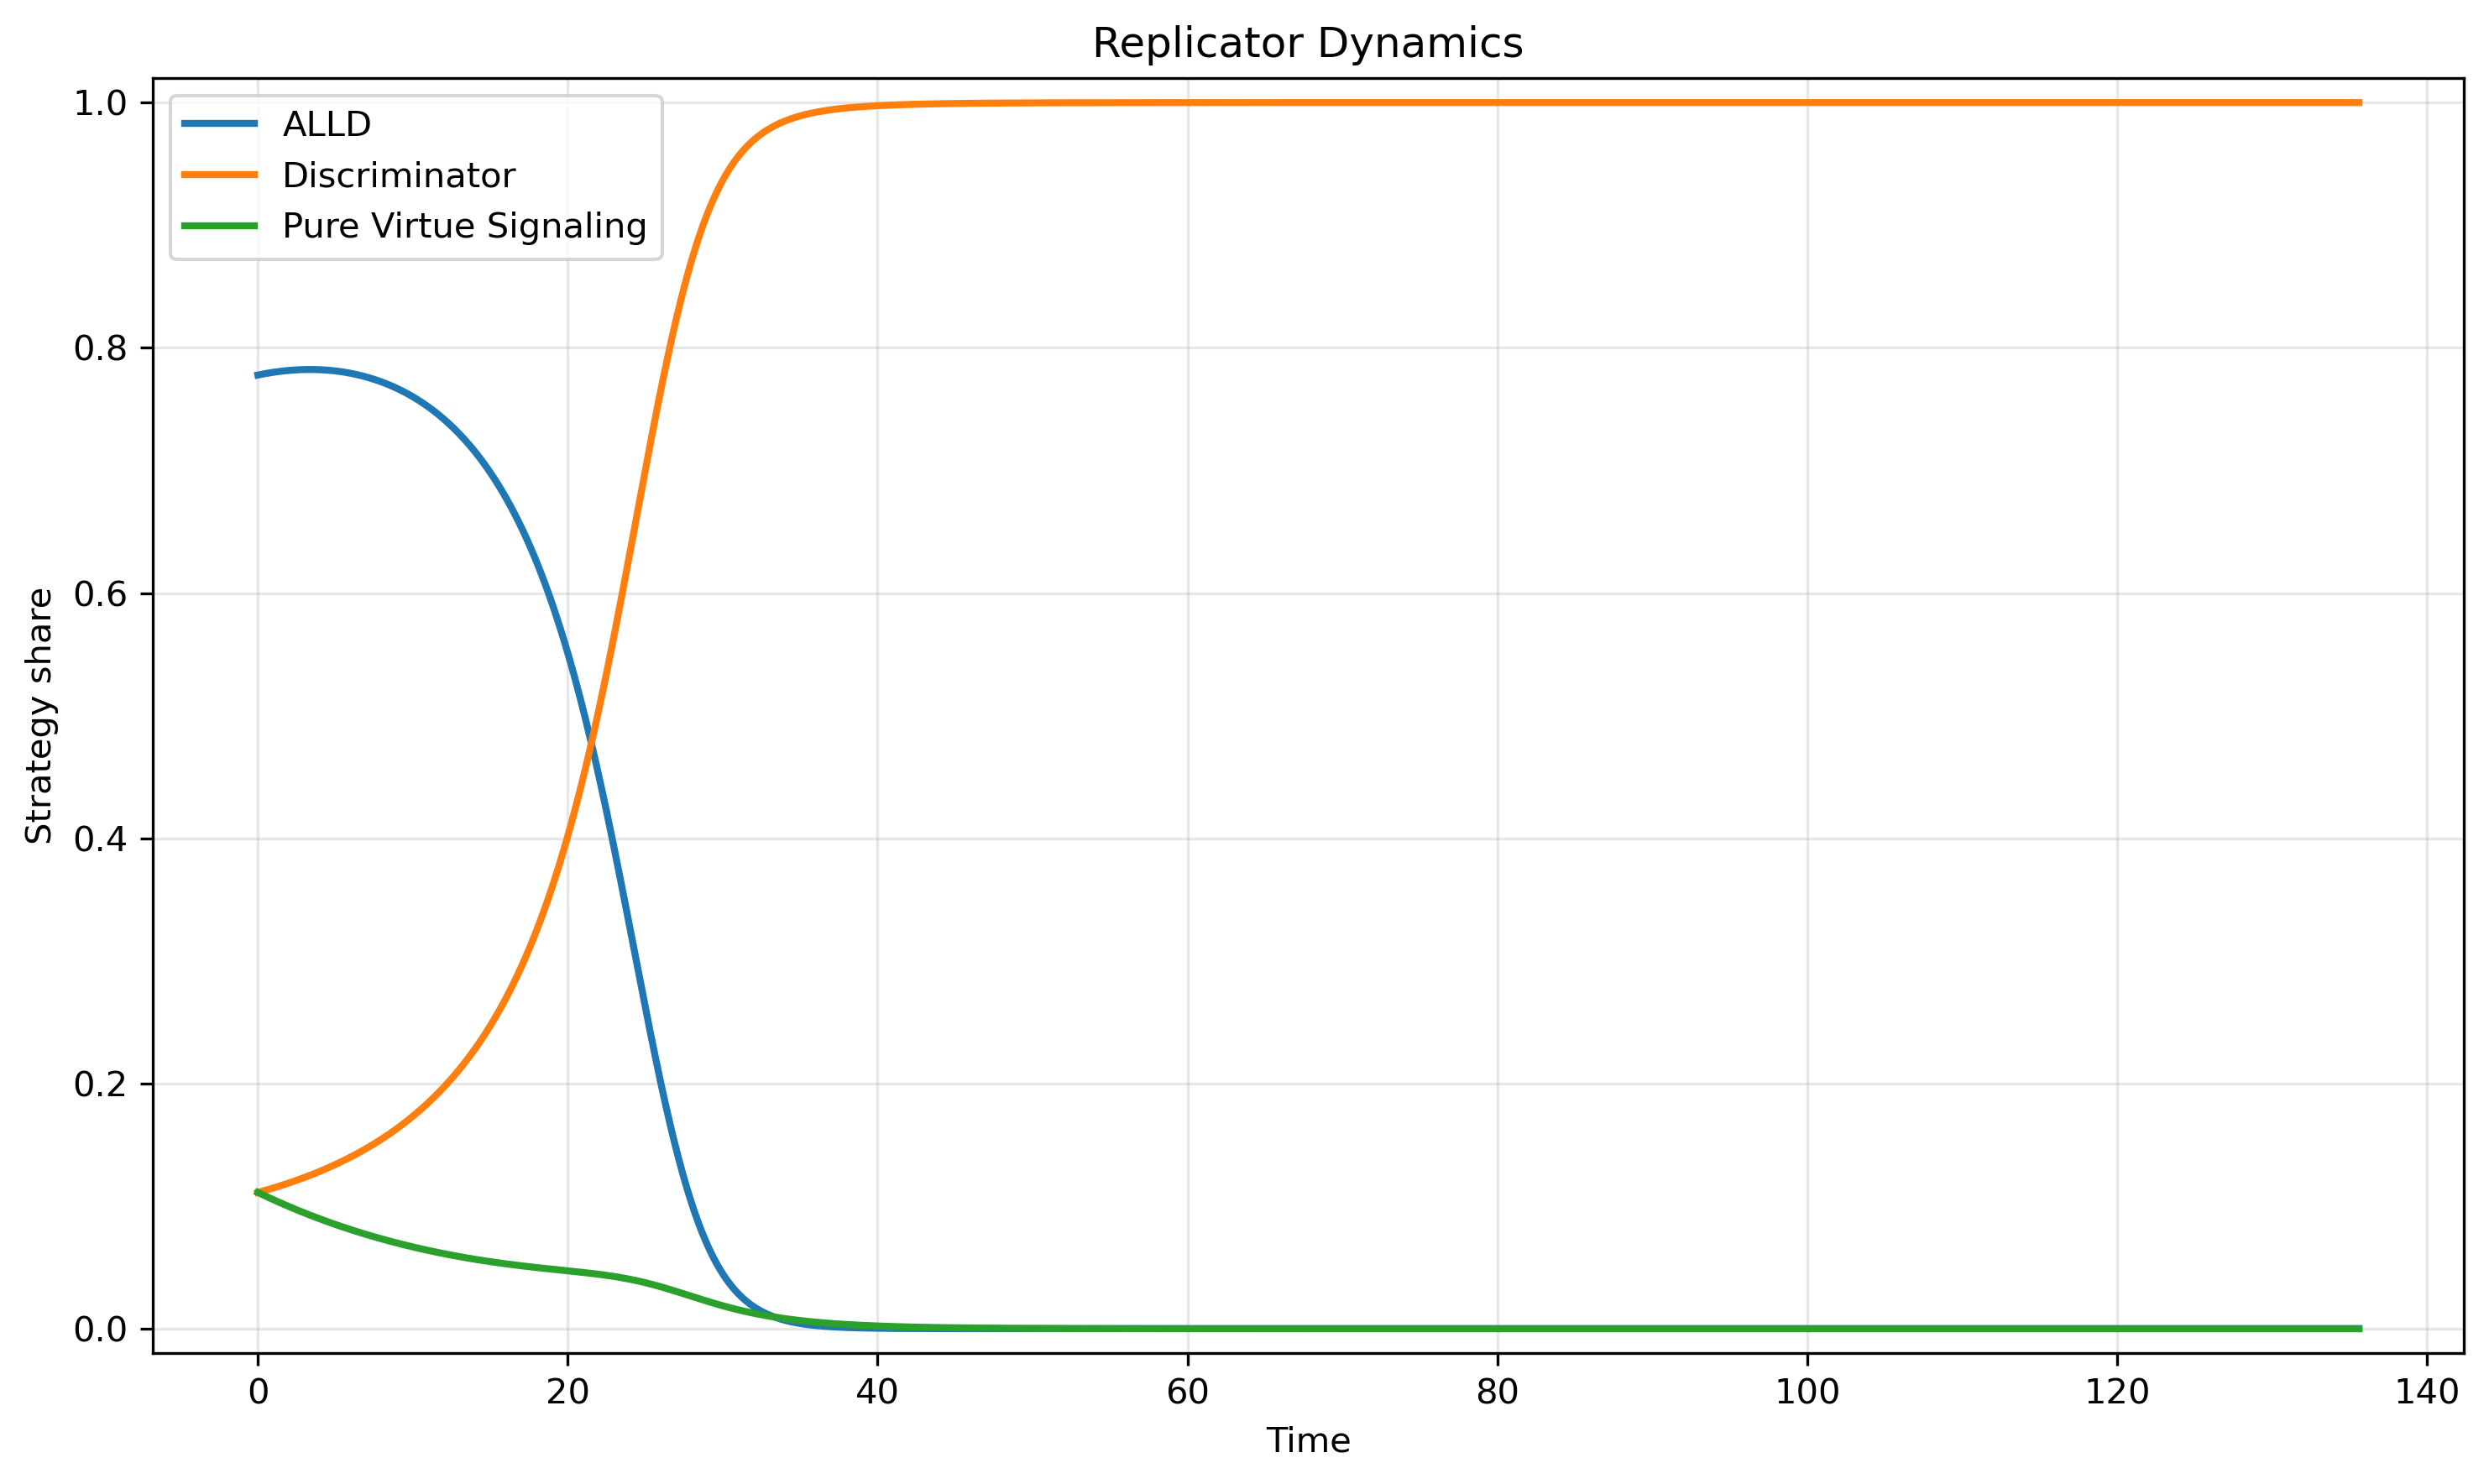 Replicator Dynamics
ALLD
Discriminator
Pure Virtue Signaling
1.0
0.8
0.6
0.4
0.2
0.0
Strategy share
0 20 40 60 80 100 120 140
Time